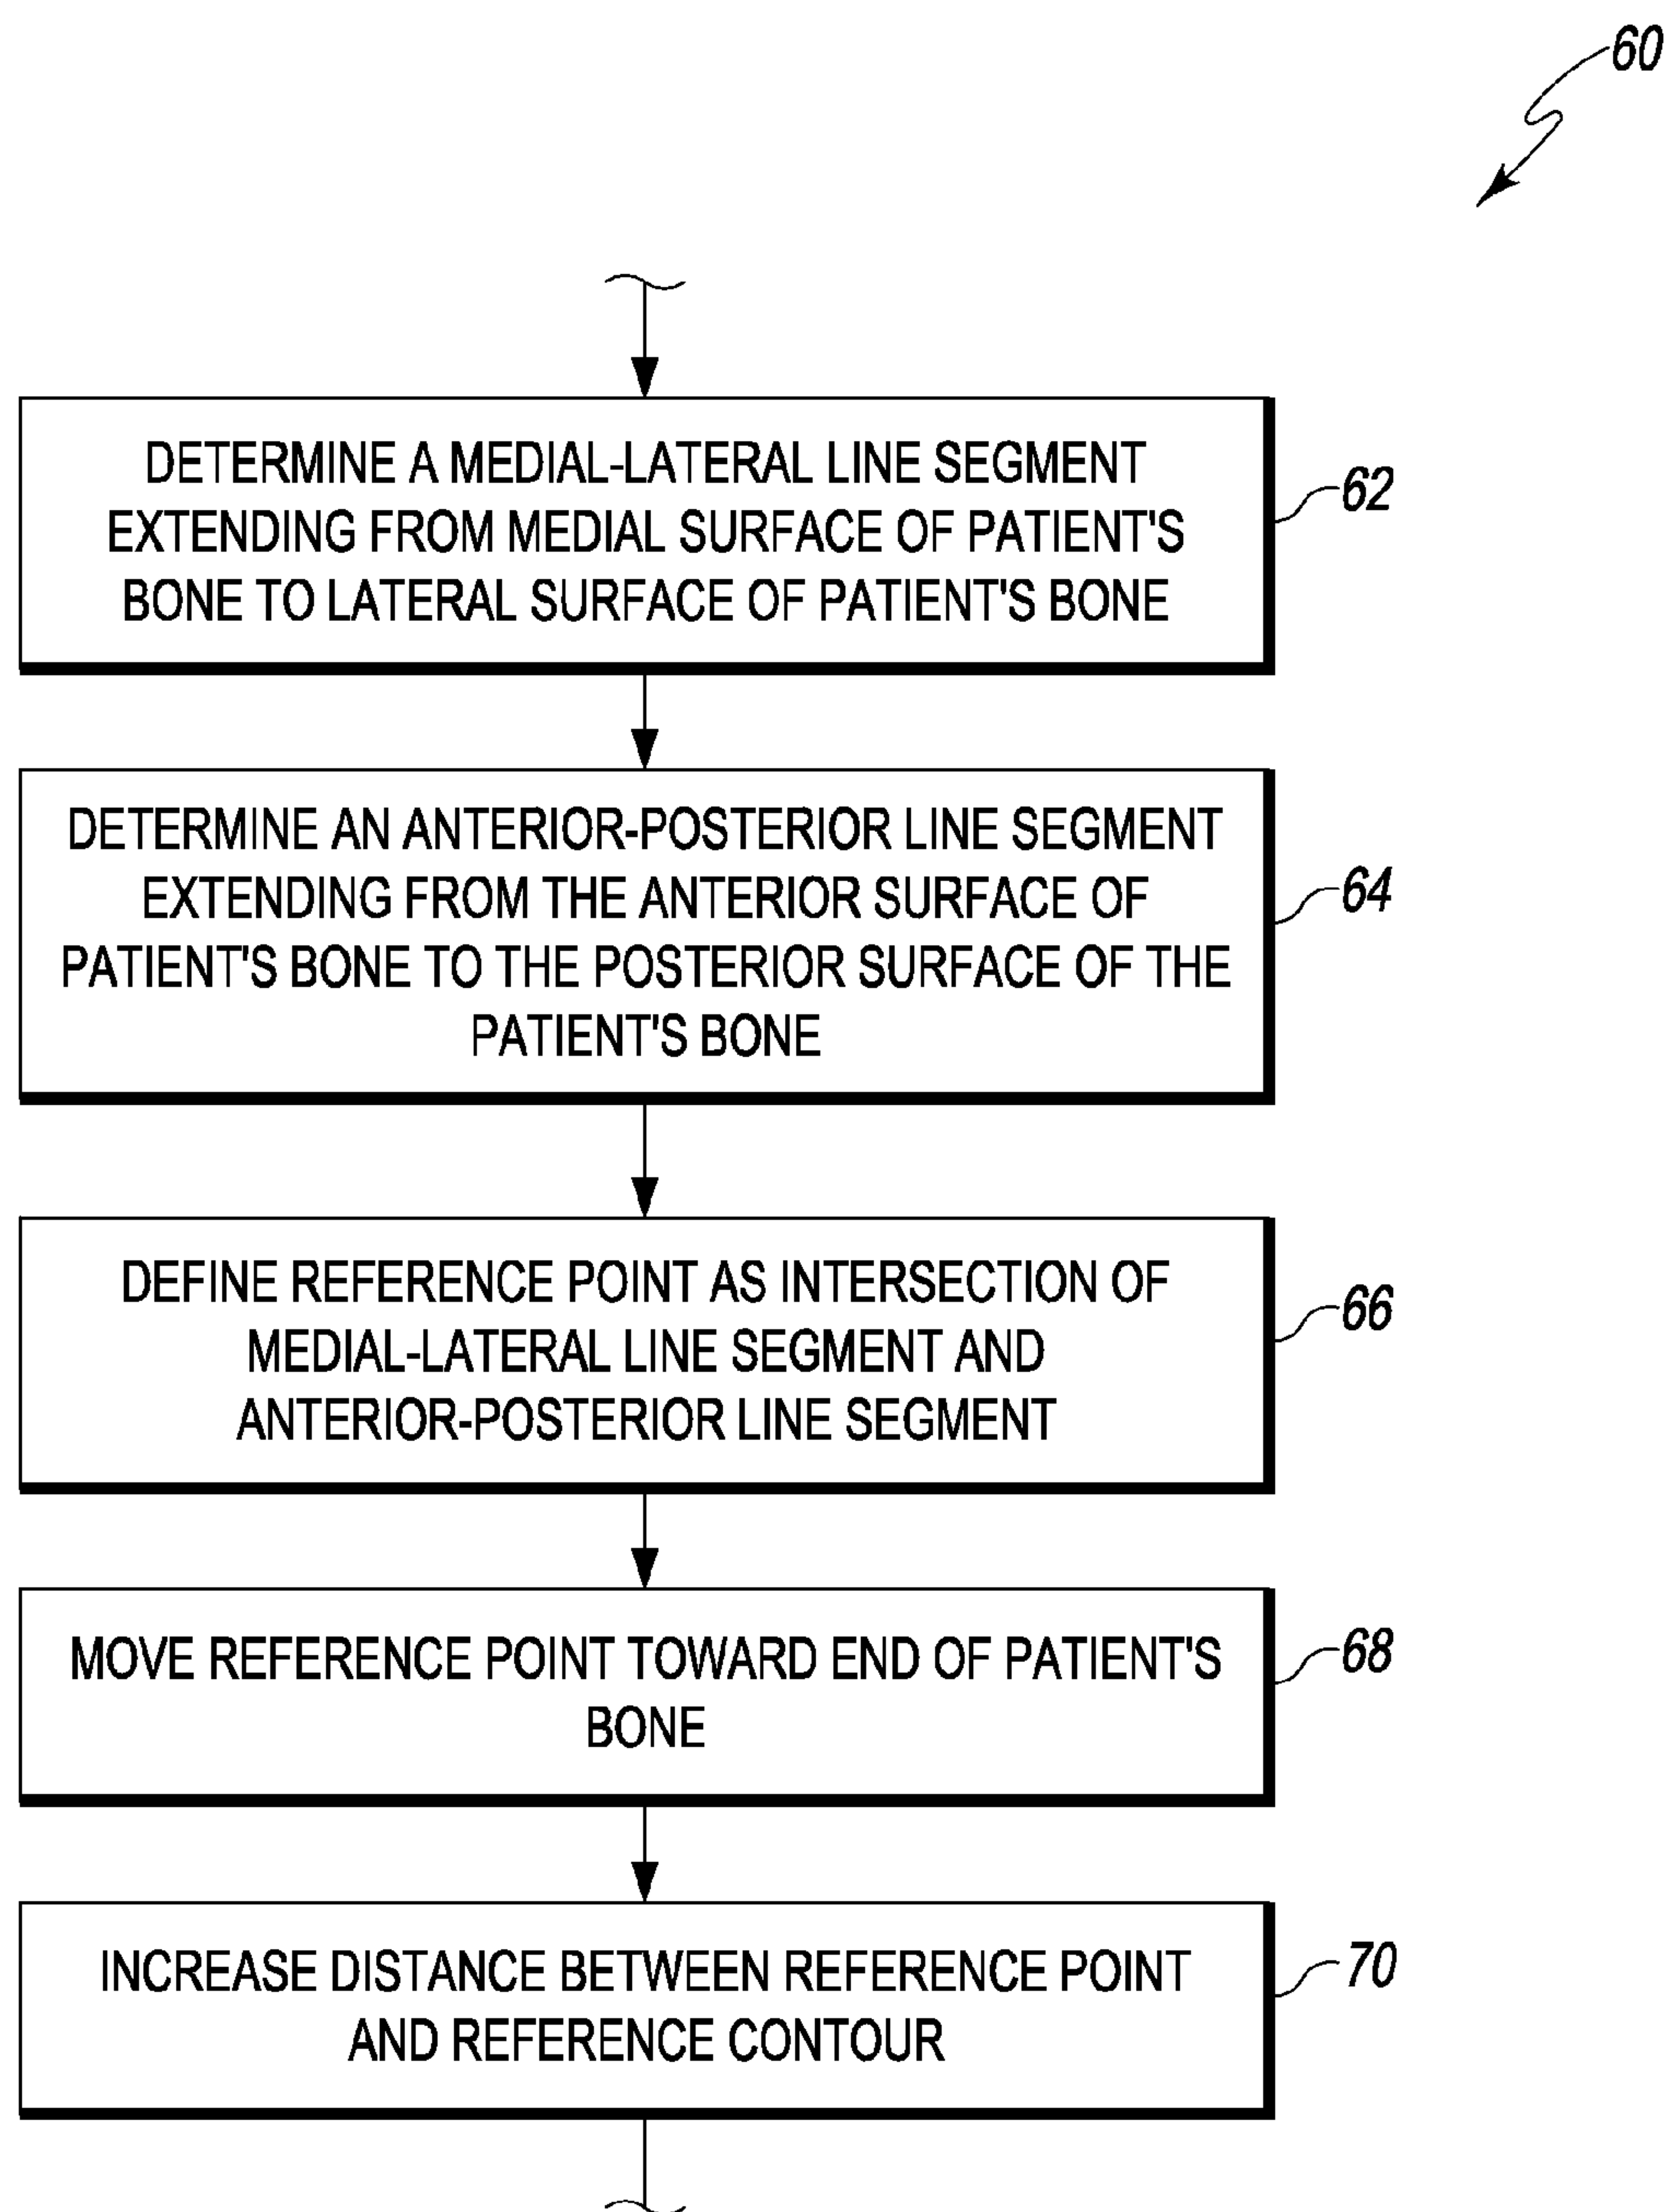 60
DETERMINE A MEDIAL-LATERAL LINE SEGMENT
EXTENDING FROM MEDIAL SURFACE OF PATIENT'S
BONE TO LATERAL SURFACE OF PATIENT'S BONE
62
DETERMINE AN ANTERIOR-POSTERIOR LINE SEGMENT
EXTENDING FROM THE ANTERIOR SURFACE OF
PATIENT'S BONE TO THE POSTERIOR SURFACE OF THE
PATIENT'S BONE
64
DEFINE REFERENCE POINT AS INTERSECTION OF
MEDIAL-LATERAL LINE SEGMENT AND
ANTERIOR-POSTERIOR LINE SEGMENT
66
MOVE REFERENCE POINT TOWARD END OF PATIENT'S
BONE
68
INCREASE DISTANCE BETWEEN REFERENCE POINT
AND REFERENCE CONTOUR
70